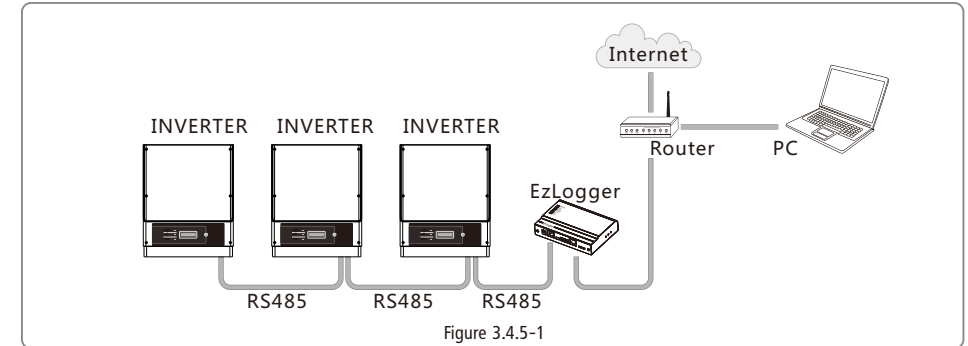 Internet
INVERTER INVERTER INVERTER
Router PC
EzLogger
RS485 RS485 RS485
Figure 3.4.5-1